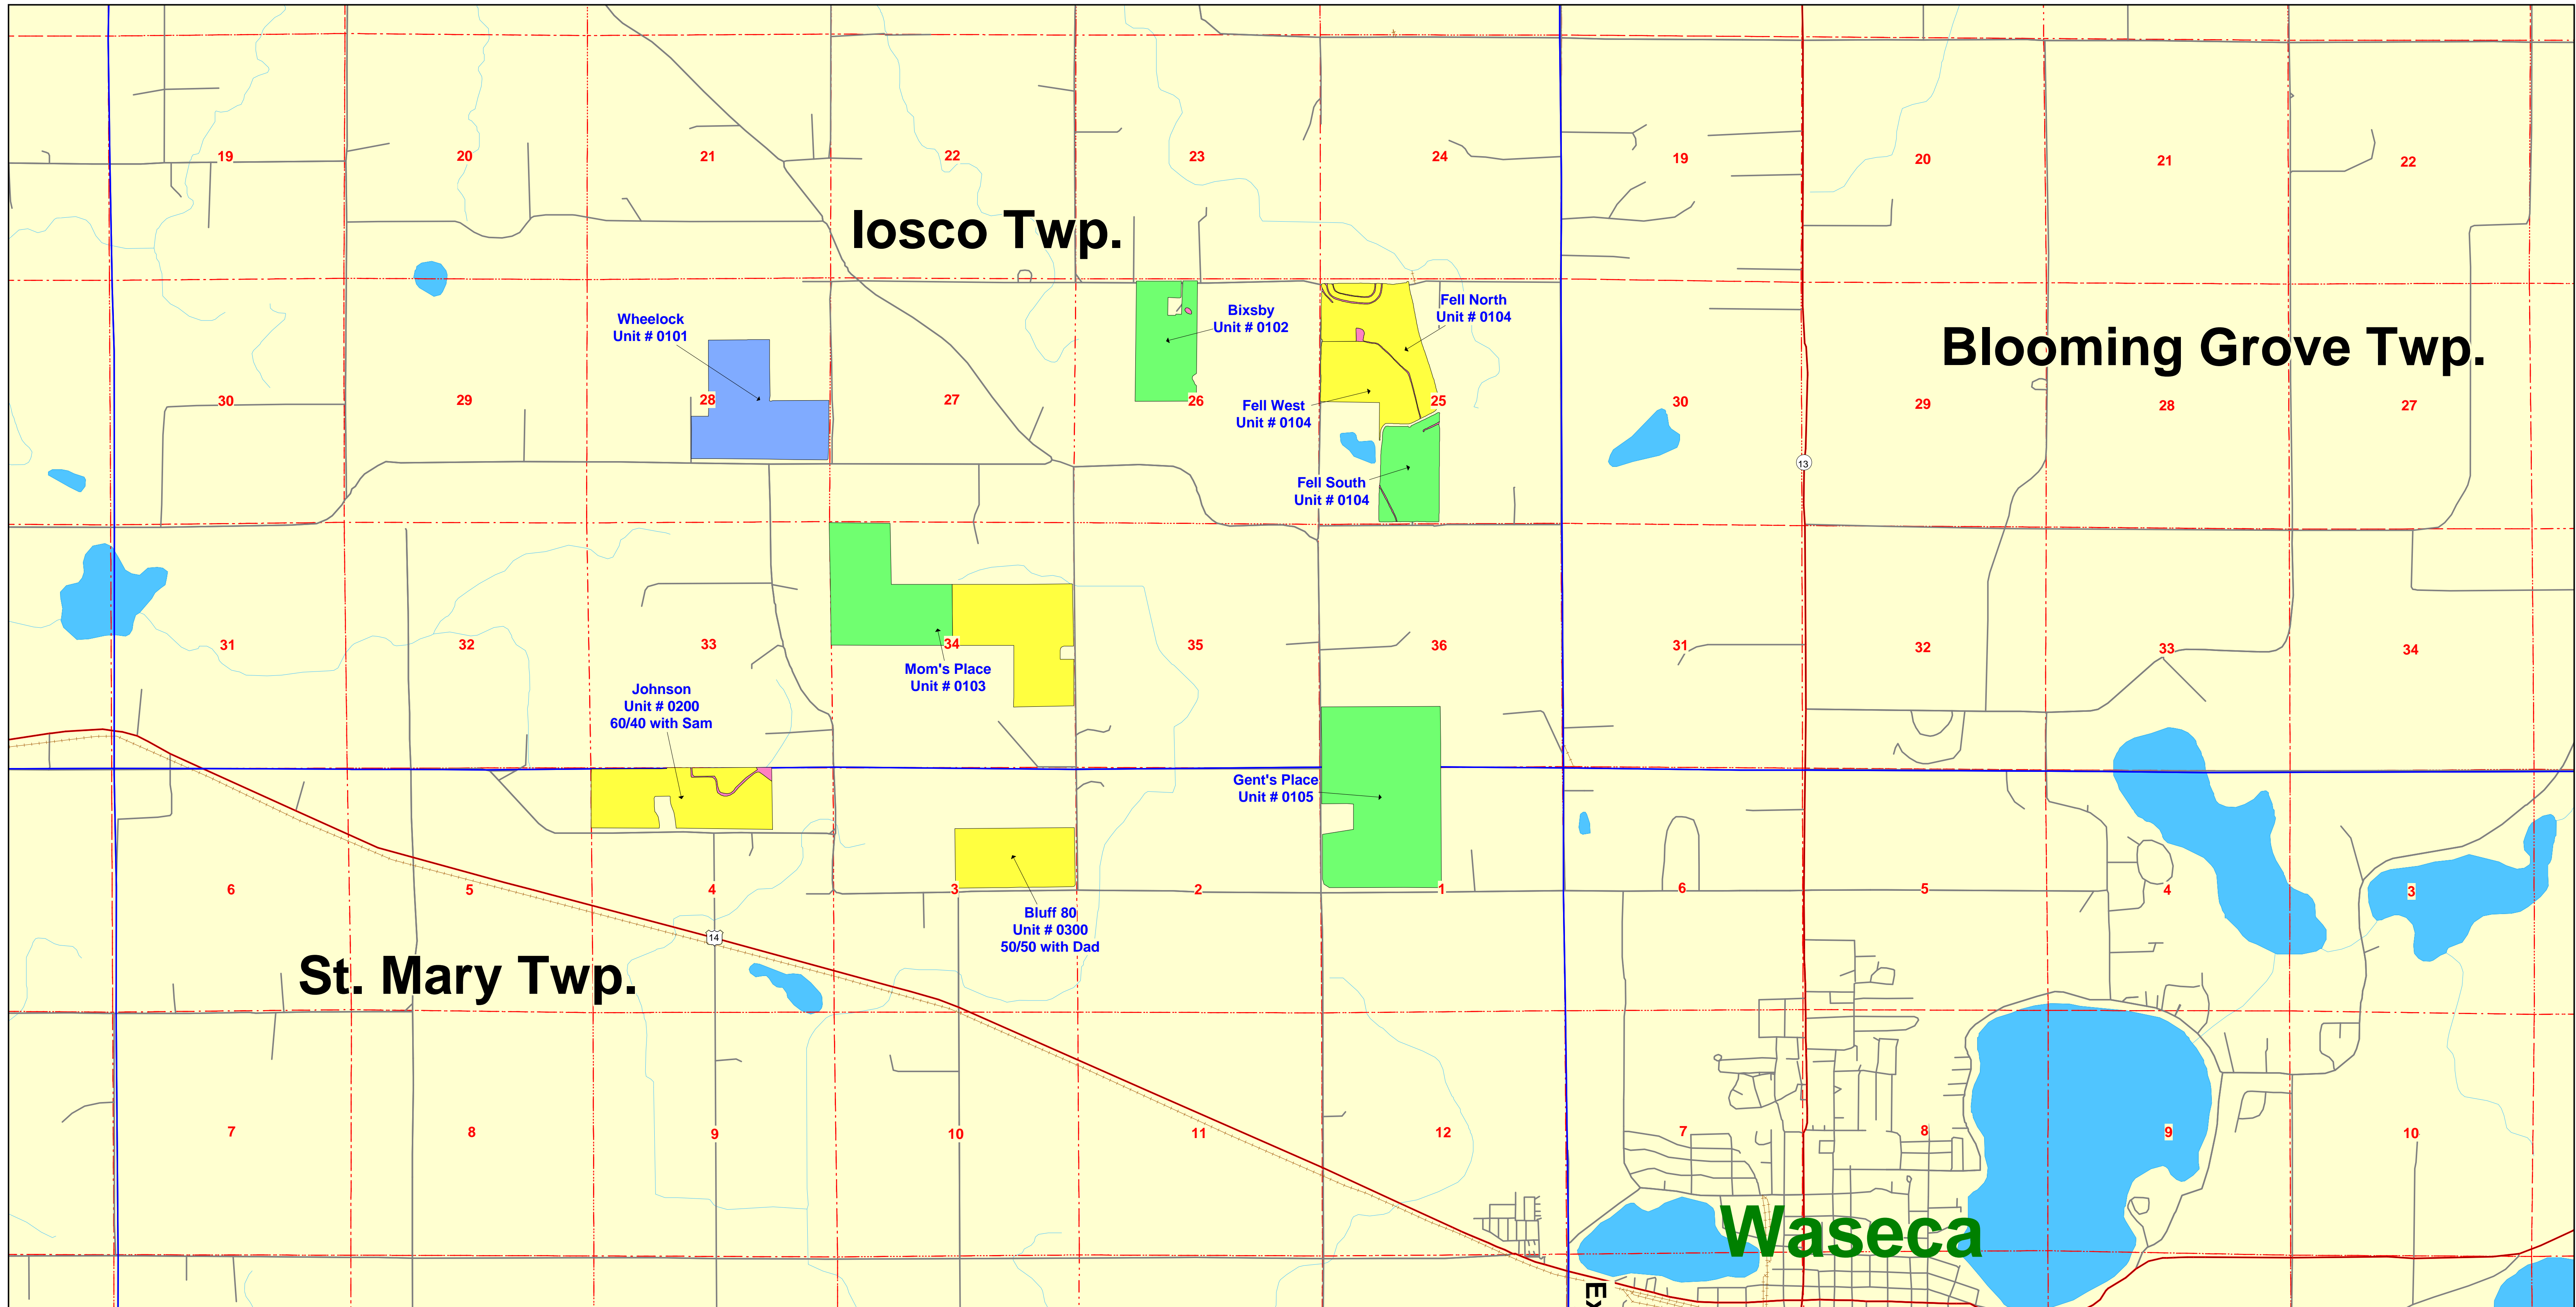 19
20
21
22
23
24
19
20
21
22
Iosco Twp.
Blooming Grove Twp.
Wheelock
Unit # 0101
Bixsby
Unit # 0102
Fell North
Unit # 0104
30
29
28
27
26
25
30
29
28
27
Fell West
Unit # 0104
13
Fell South
Unit # 0104
31
32
33
34
35
36
31
32
33
34
Mom's Place
Unit # 0103
Johnson
Unit # 0200
60/40 with Sam
Gent's Place
Unit # 0105
6
5
4
3
2
1
6
5
4
3
Bluff 80
Unit # 0300
50/50 with Dad
14
St. Mary Twp.
7
8
9
10
11
12
7
8
9
10
Waseca